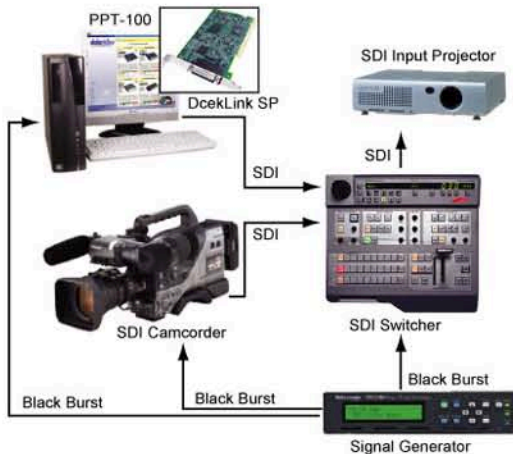 PPT-100
DcekLink SP
SDI Input Projector
SDI
SDI
SDI
SDI Camcorder
SDI Switcher
Black Burst
Black Burst
Black Burst
Signal Generator